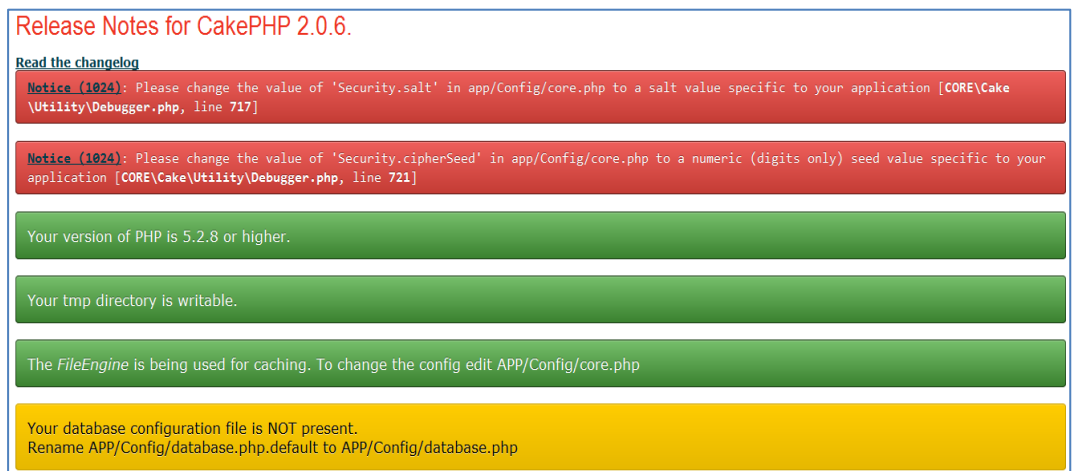 Release Notes for CakePHP 2.0.6.
Read the changelog
Notice (1024): Please change the value of 'Security.salt' in app/Config/core.php to a salt value specific to your application [CORE\Cake
\Utility\Debugger.php, line 717]
Notice (1024): Please change the value of 'Security.cipherSeed' in app/Config/core.php to a numeric (digits only) seed value specific to your
application [CORE\Cake\Utility\Debugger.php, line 721]
Your version of PHP is 5.2.8 or higher.
Your tmp directory is writable.
The FileEngine is being used for caching. To change the config edit APP/Config/core.php
Your database configuration file is NOT present.
Rename APP/Config/database.php.default to APP/Config/database.php